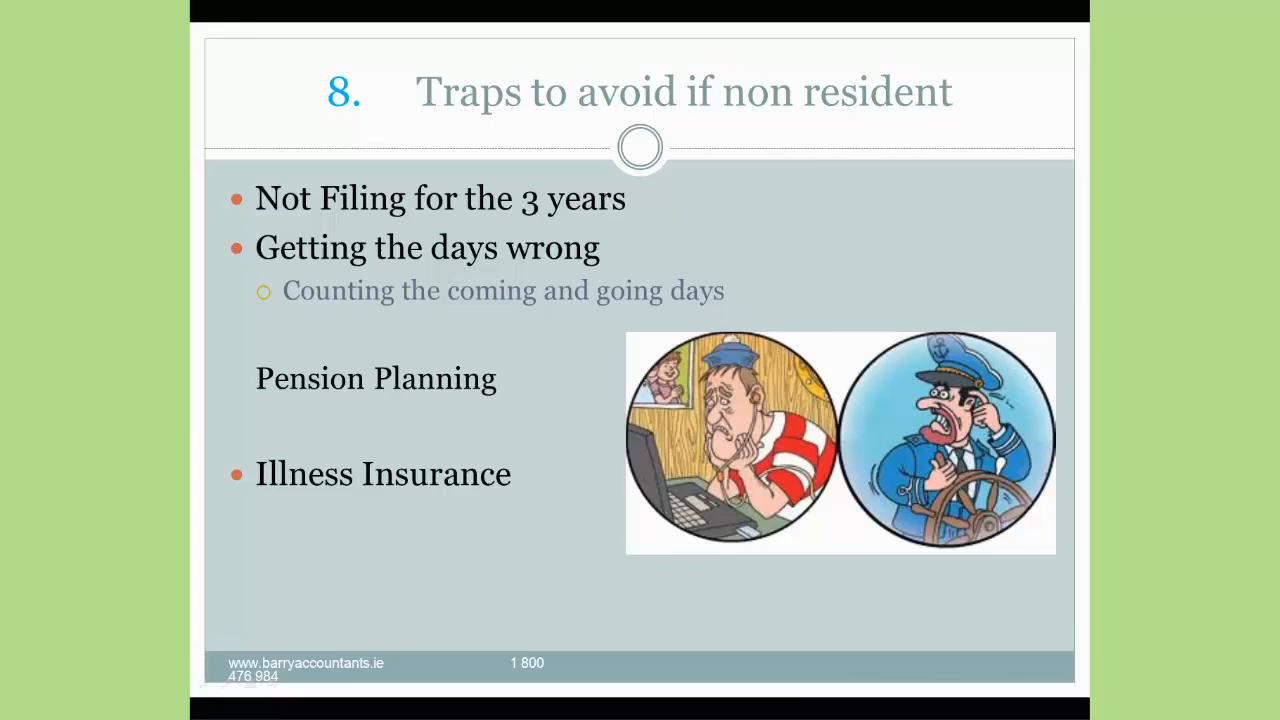 8. Traps to avoid if non resident
Not Filing for the 3 years
Getting the days wrong
Counting the coming and going days
Pension Planning
Illness Insurance
www.barryaccountants.ie 1 800
476 984